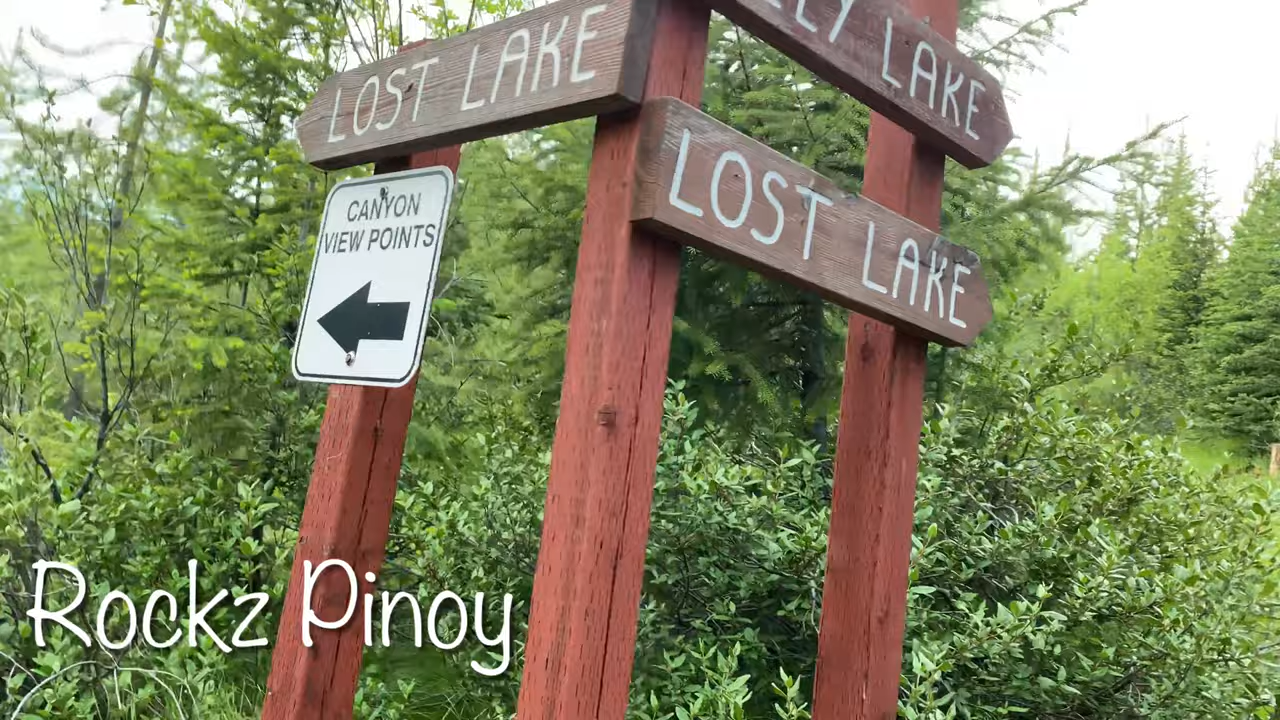 LOST LAKE
LAKE
LOST LAKE
CANYON
VIEW POINTS
Rockz Pinoy